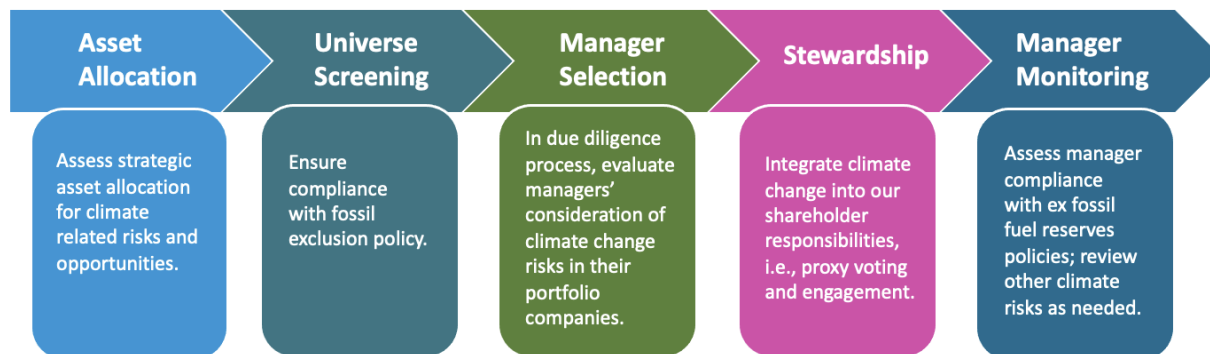 Asset
Allocation
Universe
Screening
Manager
Selection
Stewardship
Manager
Monitoring
Assess strategic
asset allocation
for climate
related risks and
opportunities.
Ensure
compliance
with fossil
exclusion policy.
In due diligence
process, evaluate
managers’
consideration of
climate change
risks in their
portfolio
companies.
Integrate climate
change into our
shareholder
responsibilities,
i.e., proxy voting
and engagement.
Assess manager
compliance
with ex fossil
fuel reserves
policies; review
other climate
risks as needed.